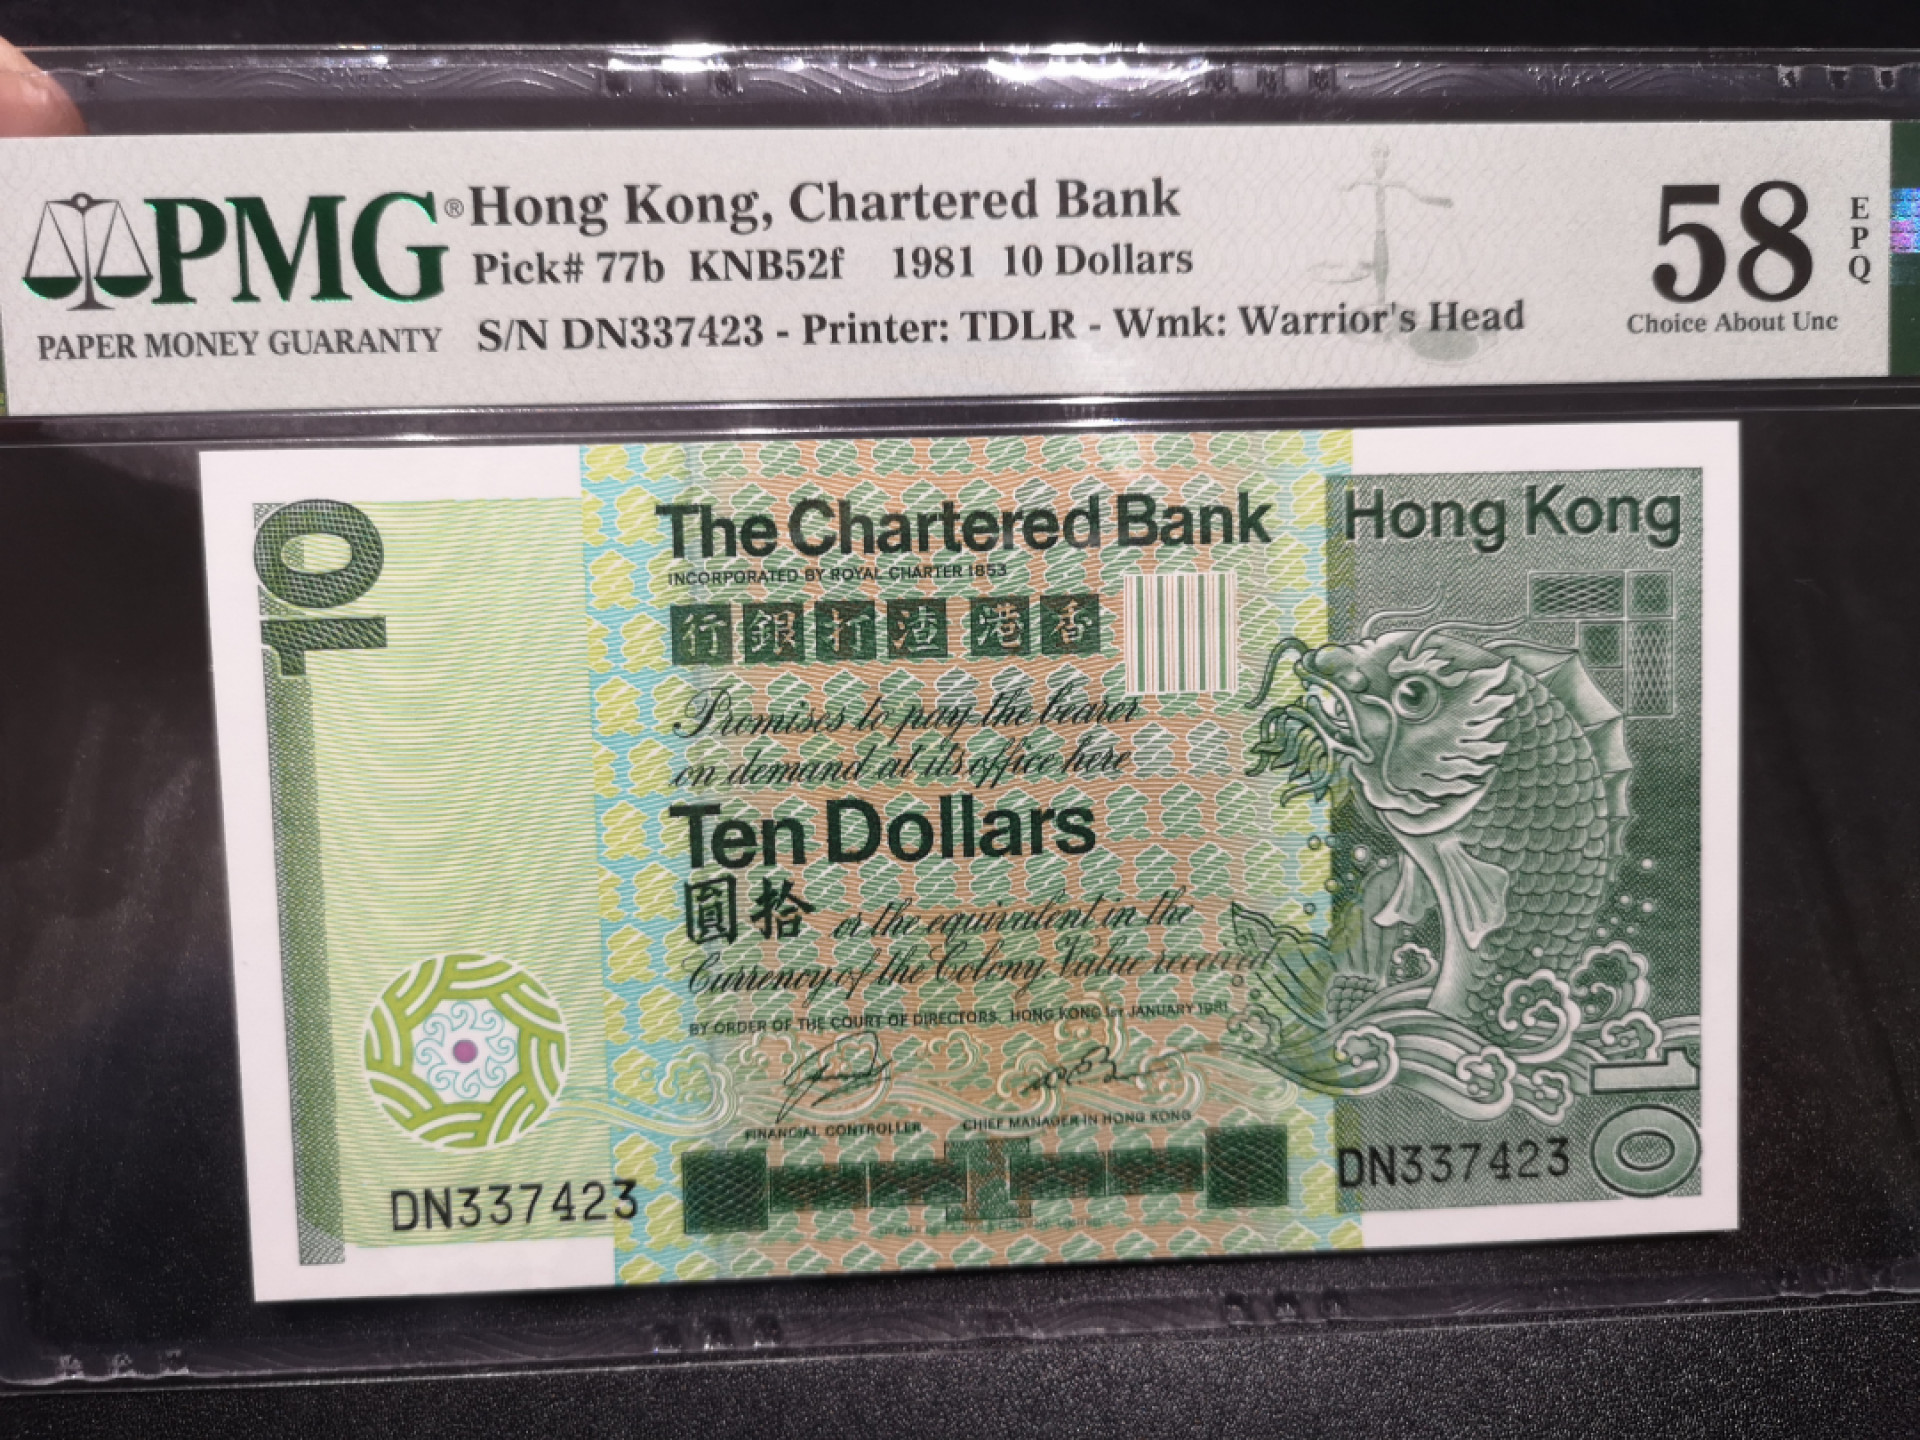 PMG®
PAPER MONEY GUARANTY
Hong Kong, Chartered Bank
Pick# 77b KNB52f 1981 10 Dollars
S/N DN337423 - Printer: TDLR - Wmk: Warrior's Head
58
EPQ
Choice About Unc
10
The Chartered Bank
Hong Kong
INCORPORATED BY ROYAL CHARTER 1853
行銀打渣港香
Promises to pay the bearer
on demand at its office here
Ten Dollars
圓拾 or the equivalent in the
Currency of the Colony Value received
BY ORDER OF THE COURT OF DIRECTORS. HONG KONG 1ST JANUARY 1981
FINANCIAL CONTROLLER
CHIEF MANAGER IN HONG KONG
DN337423
DN337423
10